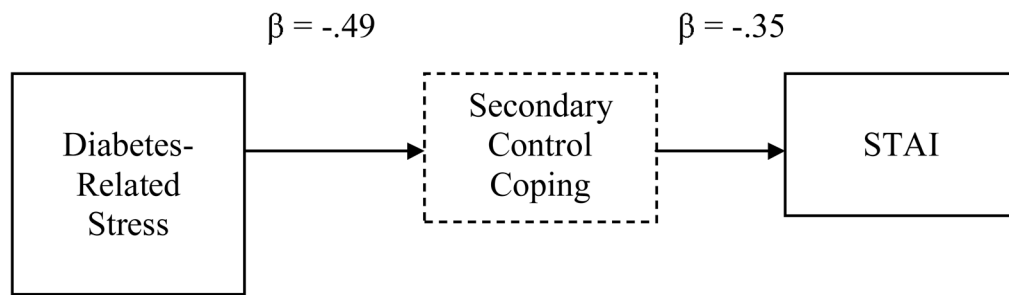 β = -.49
β = -.35
Diabetes-
Related
Stress
Secondary
Control
Coping
STAI